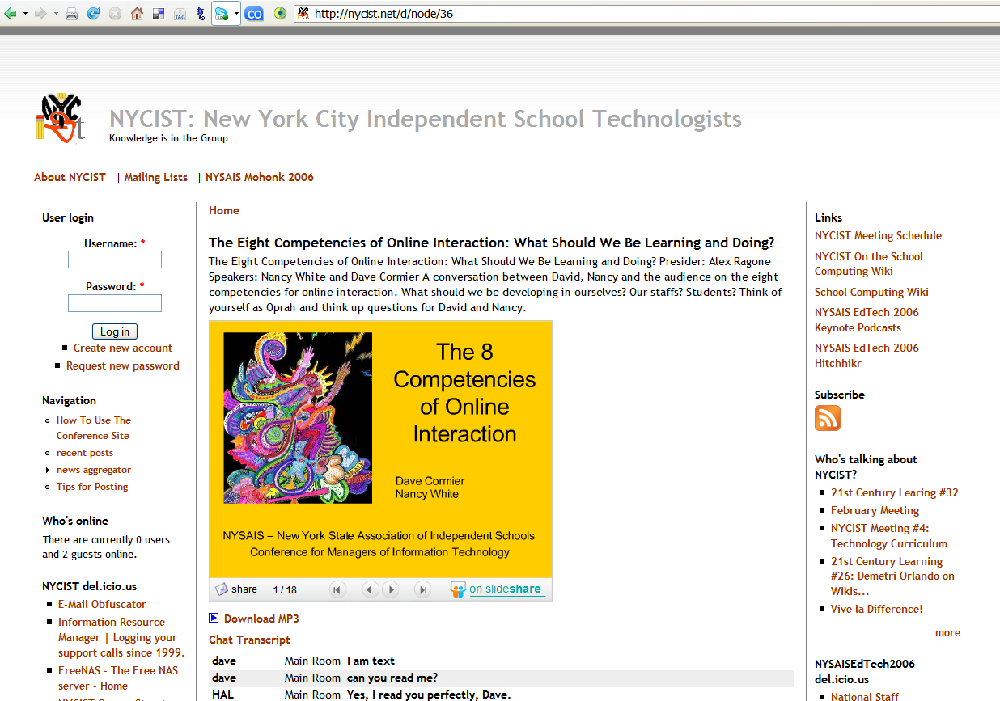 TAG
CO
http://nycist.net/d/node/36
NYC
ist
NYCIST: New York City Independent School Technologists
Knowledge is in the Group
About NYCIST | Mailing Lists | NYSAIS Mohonk 2006
User login
Username: *
Password: *
Log in
Create new account
Request new password
Navigation
How To Use The
Conference Site
recent posts
news aggregator
Tips for Posting
Who's online
There are currently 0 users
and 2 guests online.
NYCIST del.icio.us
E-Mail Obfuscator
Information Resource
Manager | Logging your
support calls since 1999.
FreeNAS - The Free NAS
server - Home
Home
The Eight Competencies of Online Interaction: What Should We Be Learning and Doing?
The Eight Competencies of Online Interaction: What Should We Be Learning and Doing? Presider: Alex Ragone
Speakers: Nancy White and Dave Cormier A conversation between David, Nancy and the audience on the eight
competencies for online interaction. What should we be developing in ourselves? Our staffs? Students? Think of
yourself as Oprah and think up questions for David and Nancy.
The 8
Competencies
of Online
Interaction
Dave Cormier
Nancy White
NYSAIS – New York State Association of Independent Schools
Conference for Managers of Information Technology
share 1 / 18 on slideshare
Download MP3
Chat Transcript
dave Main Room I am text
dave Main Room can you read me?
HAL Main Room Yes, I read you perfectly, Dave.
Links
NYCIST Meeting Schedule
NYCIST On the School
Computing Wiki
School Computing Wiki
NYSAIS EdTech 2006
Keynote Podcasts
NYSAIS EdTech 2006
Hitchhikr
Subscribe
Who's talking about
NYCIST?
21st Century Learing #32
February Meeting
NYCIST Meeting #4:
Technology Curriculum
21st Century Learning
#26: Demetri Orlando on
Wikis...
Vive la Difference!
more
NYSAISEdTech2006
del.icio.us
National Staff